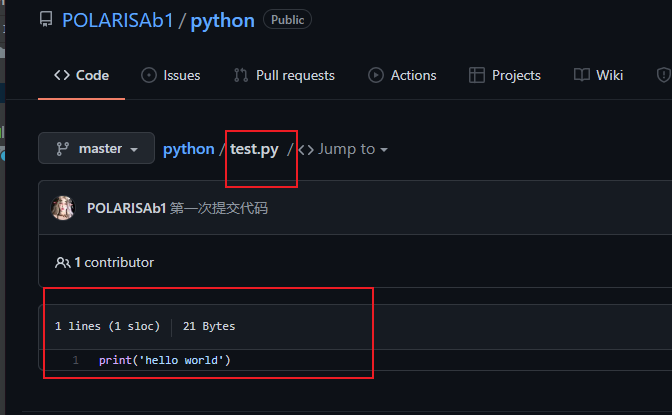 POLARISAb1 / python Public
Code Issues Pull requests Actions Projects Wiki
master python / test.py / Jump to
POLARISAb1 第一次提交代码
1 contributor
1 lines (1 sloc) 21 Bytes
1 print('hello world')